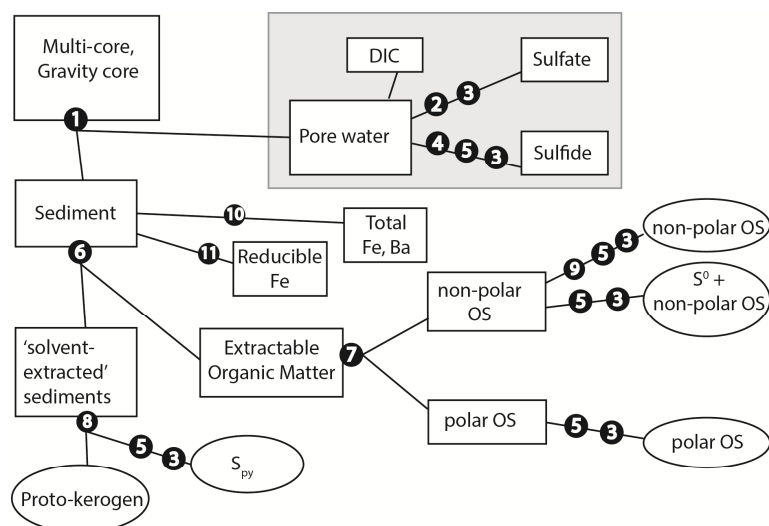 Multi-core,
Gravity core
1
DIC
Sulfate
2
3
Pore water
4
5
3
Sulfide
Sediment
10
Total
Fe, Ba
11
Reducible
Fe
6
non-polar OS
9
5
3
non-polar
OS
5
3
S⁰ +
non-polar OS
'solvent-
extracted'
sediments
Extractable
Organic Matter
7
8
polar OS
5
3
polar OS
5
3
Spy
Proto-kerogen